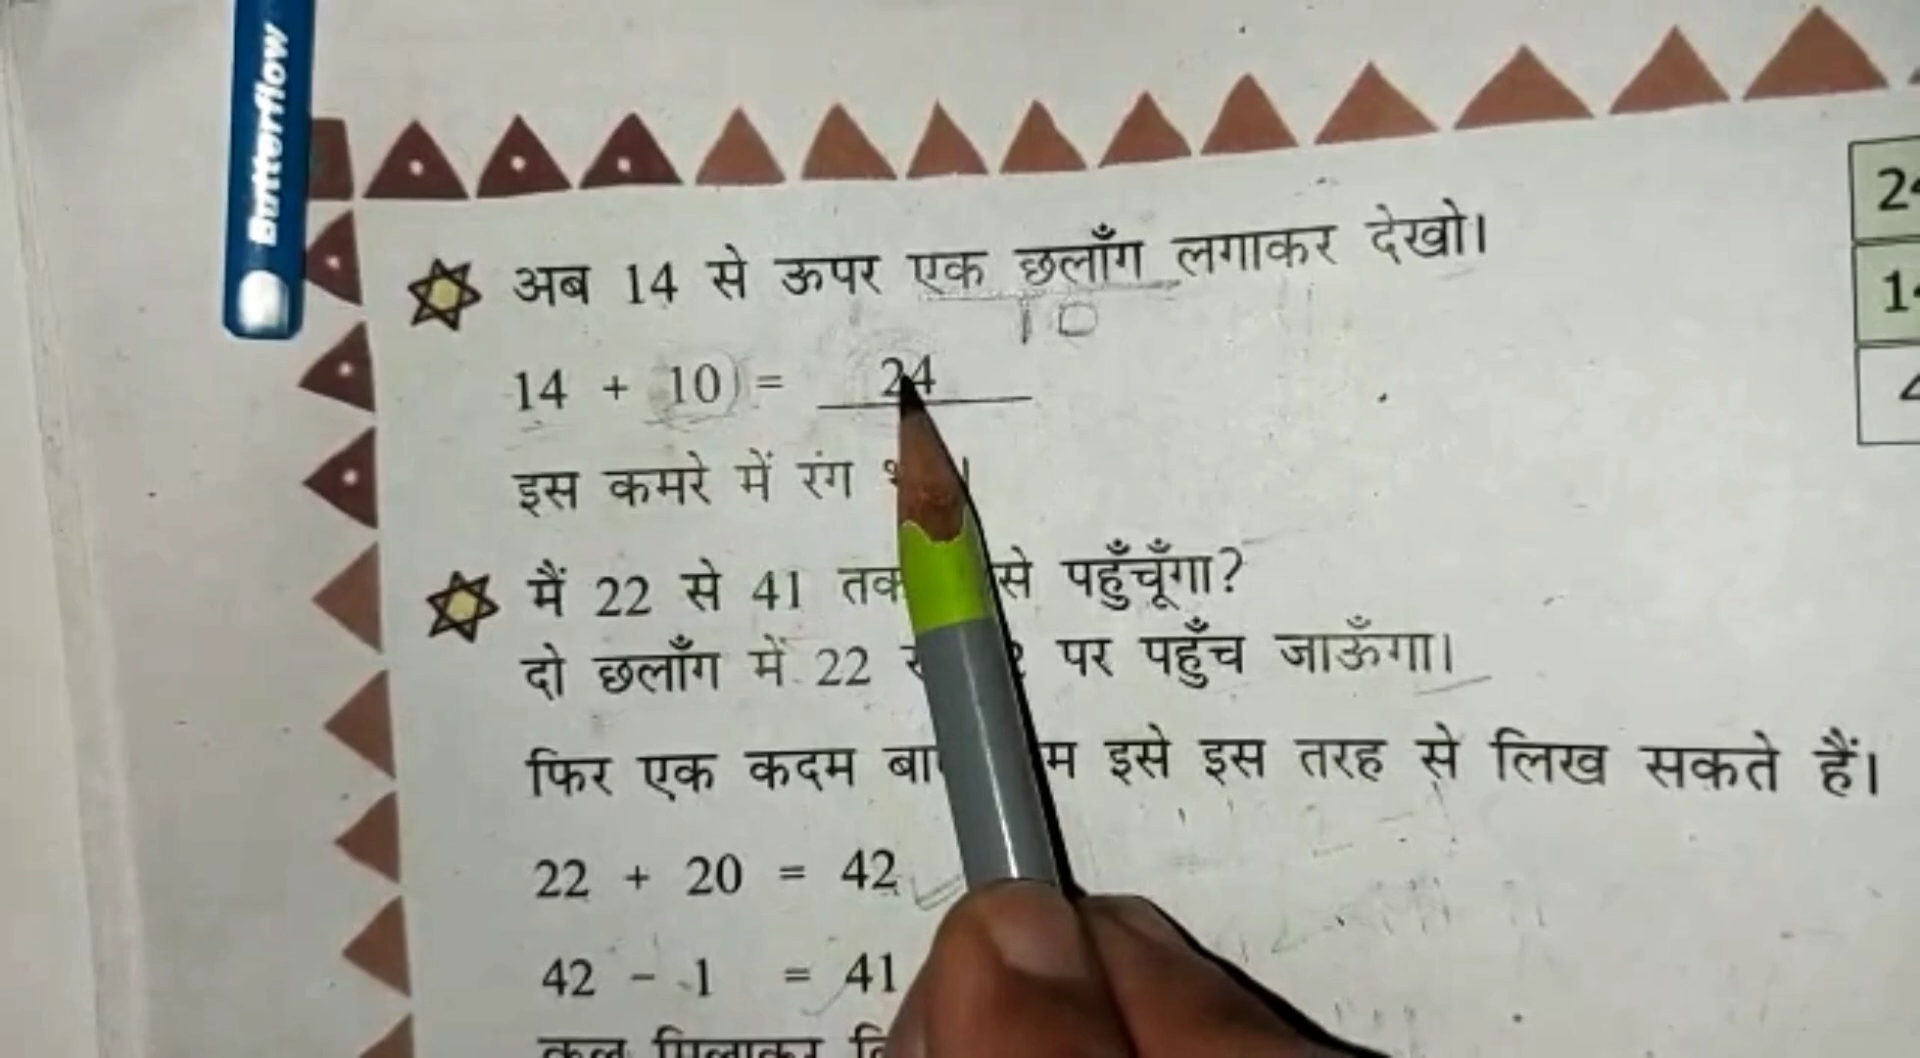 Butterflow
अब 14 से ऊपर एक छलाँग लगाकर देखो।
10
14 + 10 = 24
इस कमरे में रंग
मैं 22 से 41 तक पहुँचूँगा?
दो छलाँग में 22 पर पहुँच जाऊँगा।
फिर एक कदम इसे इस तरह से लिख सकते हैं।
22 + 20 = 42
42 - 1 = 41
कुल मिलाकर